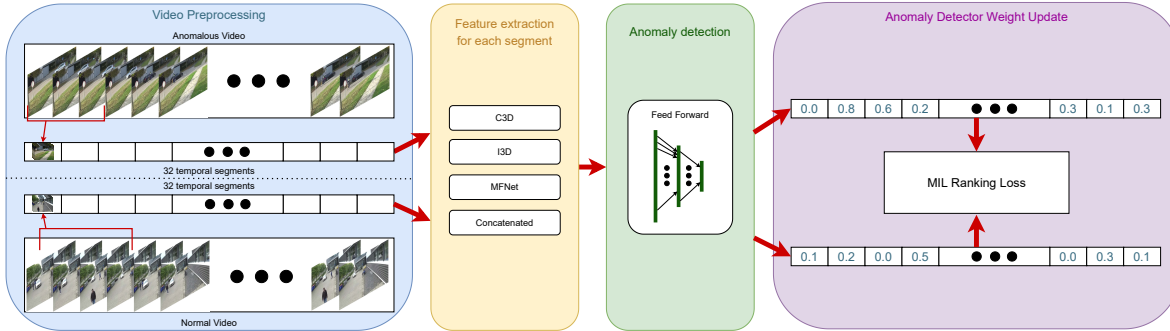 Video Preprocessing
Anomalous Video
32 temporal segments
32 temporal segments
Normal Video
Feature extraction
for each segment
C3D
I3D
MFNet
Concatenated
Anomaly detection
Feed Forward
Anomaly Detector Weight Update
0.0 0.8 0.6 0.2 0.3 0.1 0.3
MIL Ranking Loss
0.1 0.2 0.0 0.5 0.0 0.3 0.1